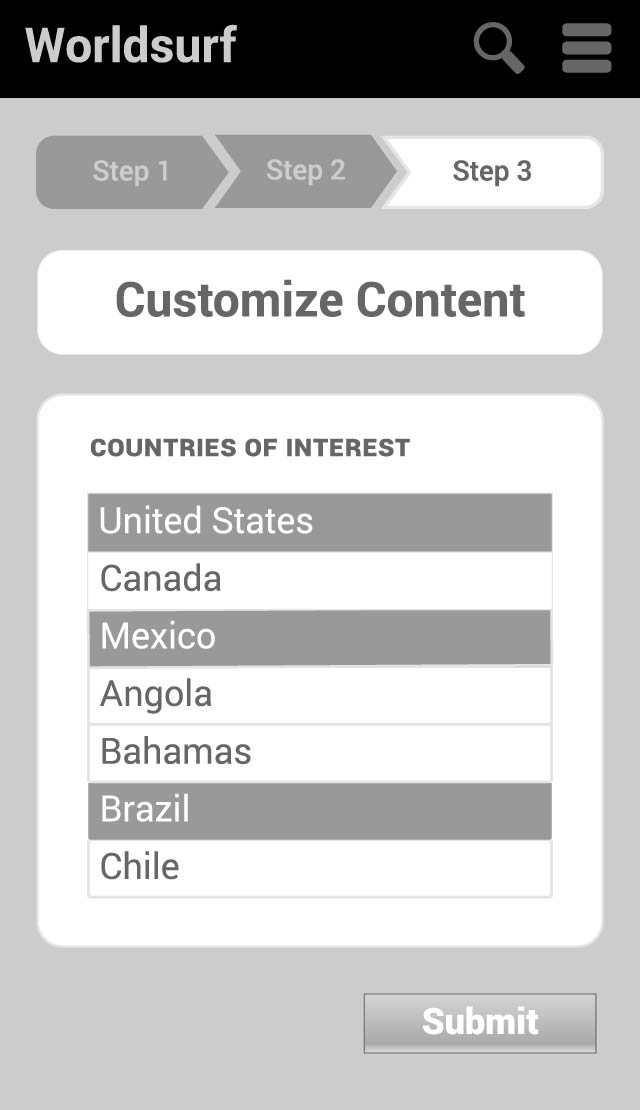 Worldsurf
Step 1 Step 2 Step 3
Customize Content
COUNTRIES OF INTEREST
United States
Canada
Mexico
Angola
Bahamas
Brazil
Chile
Submit